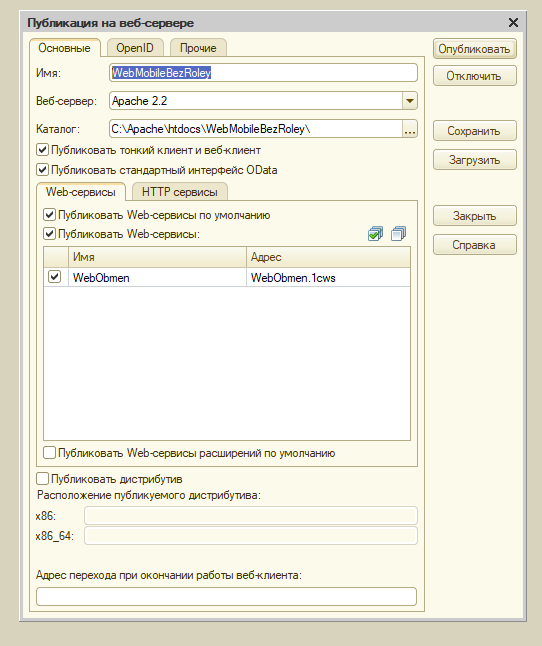 Публикация на веб-сервере
Основные OpenID Прочие
Опубликовать
Имя: WebMobileBezRoley
Отключить
Веб-сервер: Apache 2.2
Каталог: C:\Apache\htdocs\WebMobileBezRoley\ ...
Сохранить
Публиковать тонкий клиент и веб-клиент
Загрузить
Публиковать стандартный интерфейс OData
Web-сервисы HTTP сервисы
Публиковать Web-сервисы по умолчанию
Закрыть
Публиковать Web-сервисы:
Справка
Имя Адрес
WebObmen WebObmen.1cws
Публиковать Web-сервисы расширений по умолчанию
Публиковать дистрибутив
Расположение публикуемого дистрибутива:
x86:
x86_64:
Адрес перехода при окончании работы веб-клиента: